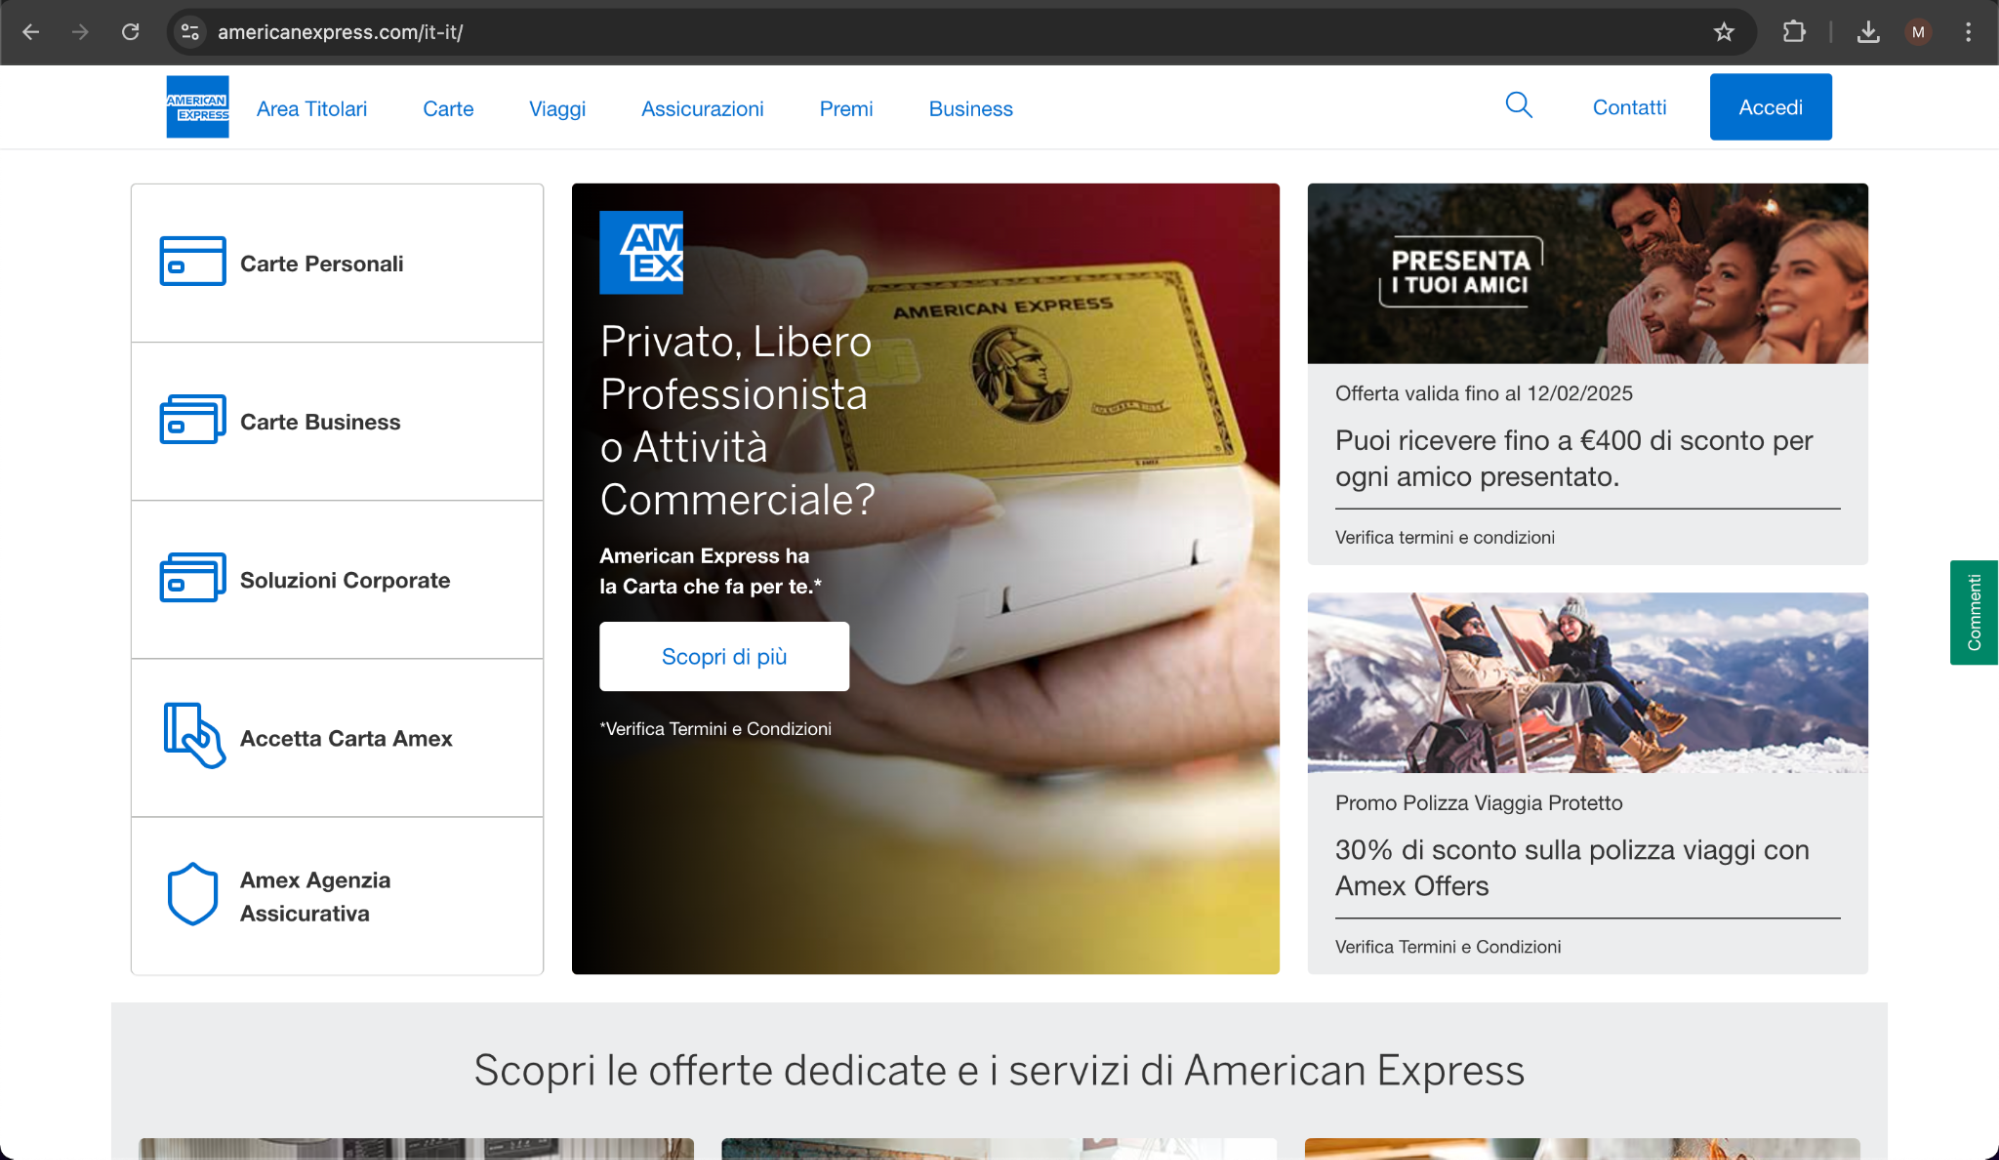 americanexpress.com/it-it/
M
AMERICAN
EXPRESS
Area Titolari
Carte
Viaggi
Assicurazioni
Premi
Business
Contatti
Accedi
Carte Personali
Carte Business
Soluzioni Corporate
Accetta Carta Amex
Amex Agenzia
Assicurativa
AM
EX
Privato, Libero
Professionista
o Attività
Commerciale?
American Express ha
la Carta che fa per te.*
Scopri di più
*Verifica Termini e Condizioni
AMERICAN EXPRESS
PRESENTA
I TUOI AMICI
Offerta valida fino al 12/02/2025
Puoi ricevere fino a €400 di sconto per
ogni amico presentato.
Verifica termini e condizioni
Promo Polizza Viaggia Protetto
30% di sconto sulla polizza viaggi con
Amex Offers
Verifica Termini e Condizioni
Commenti
Scopri le offerte dedicate e i servizi di American Express